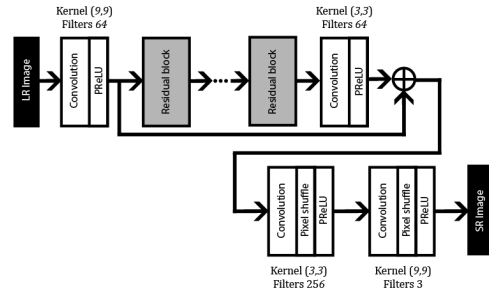 Kernel (9,9)
Filters 64
Kernel (3,3)
Filters 64
LR Image
Convolution
PReLU
Residual block
Residual block
Convolution
PReLU
Convolution
Pixel shuffle
PReLU
Convolution
Pixel shuffle
PReLU
SR Image
Kernel (3,3)
Filters 256
Kernel (9,9)
Filters 3